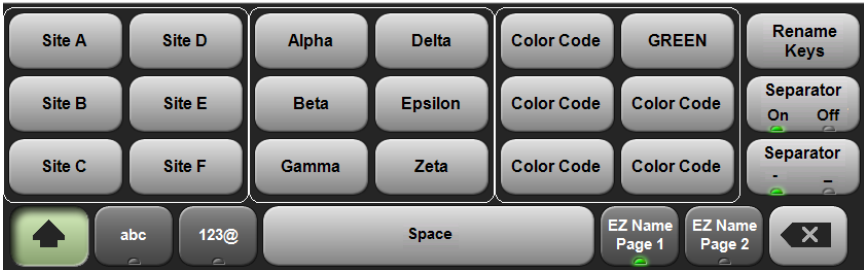 Site A Site D Alpha Delta Color Code GREEN Rename
Keys
Site B Site E Beta Epsilon Color Code Color Code Separator
On Off
Site C Site F Gamma Zeta Color Code Color Code Separator
- _
abc 123@ Space EZ Name EZ Name
Page 1 Page 2